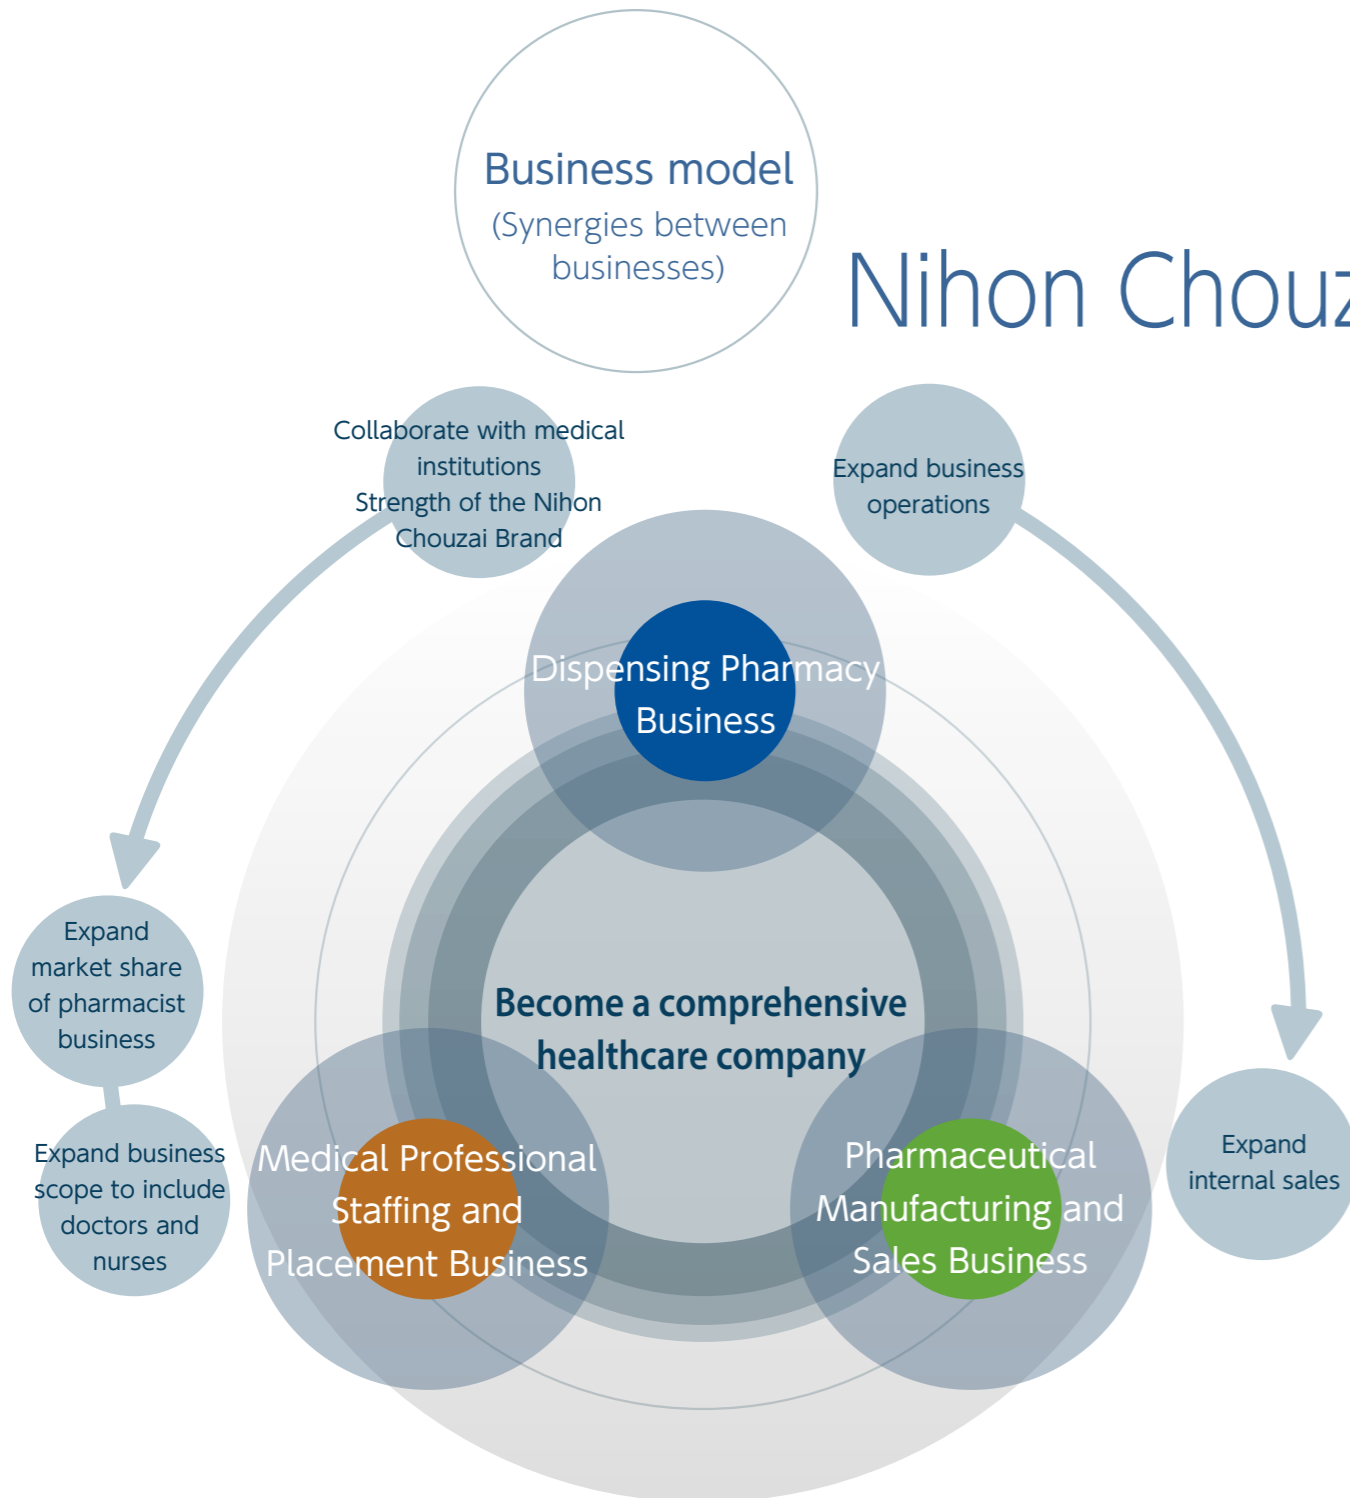 Business model
(Synergies between
businesses)
Nihon Chouz
Collaborate with medical
institutions
Strength of the Nihon
Chouzai Brand
Expand business
operations
Dispensing Pharmacy
Business
Expand
market share
of pharmacist
business
Become a comprehensive
healthcare company
Expand business
scope to include
doctors and
nurses
Medical Professional
Staffing and
Placement Business
Pharmaceutical
Manufacturing and
Sales Business
Expand
internal sales